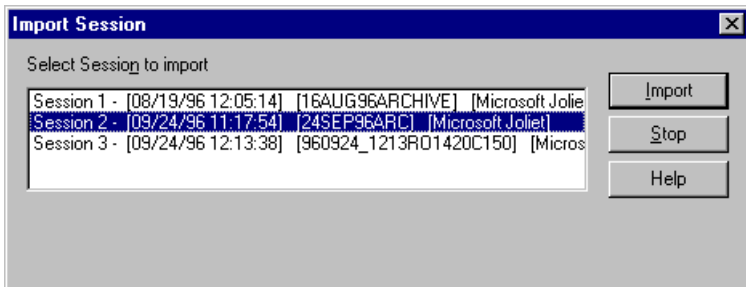 Import Session
Select Session to import
Session 1 - [08/19/96 12:05:14] [16AUG96ARCHIVE] [Microsoft Jolie
Session 2 - [09/24/96 11:17:54] [24SEP96ARC] [Microsoft Joliet]
Session 3 - [09/24/96 12:13:38] [960924_1213RO1420C150] [Micros
Import
Stop
Help